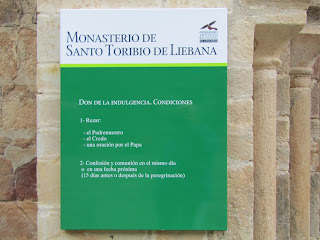 MONASTERIO DE
SANTO TORIBIO DE LIEBANA
DON DE LA INDULGENCIA. CONDICIONES
1- Rezar:
- el Padrenuestro
- el Credo
- una oración por el Papa
2- Confesión y comunión en el mismo día
o en una fecha próxima
(15 días antes o después de la peregrinación)